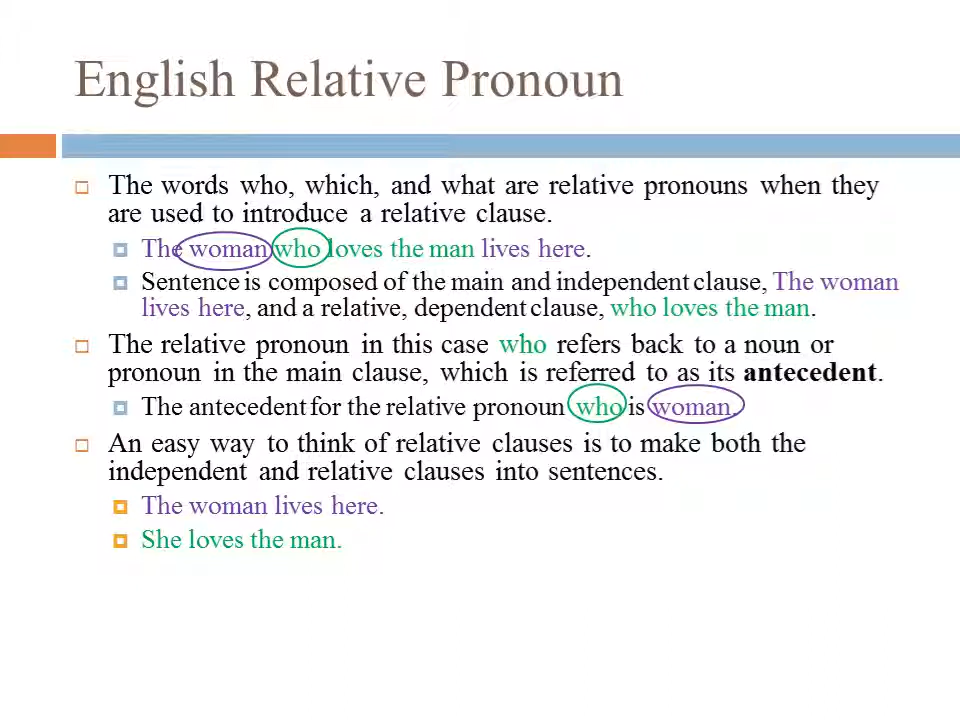 English Relative Pronoun
The words who, which, and what are relative pronouns when they
are used to introduce a relative clause.
The woman who loves the man lives here.
Sentence is composed of the main and independent clause, The woman
lives here, and a relative, dependent clause, who loves the man.
The relative pronoun in this case who refers back to a noun or
pronoun in the main clause, which is referred to as its antecedent.
The antecedent for the relative pronoun who is woman.
An easy way to think of relative clauses is to make both the
independent and relative clauses into sentences.
The woman lives here.
She loves the man.